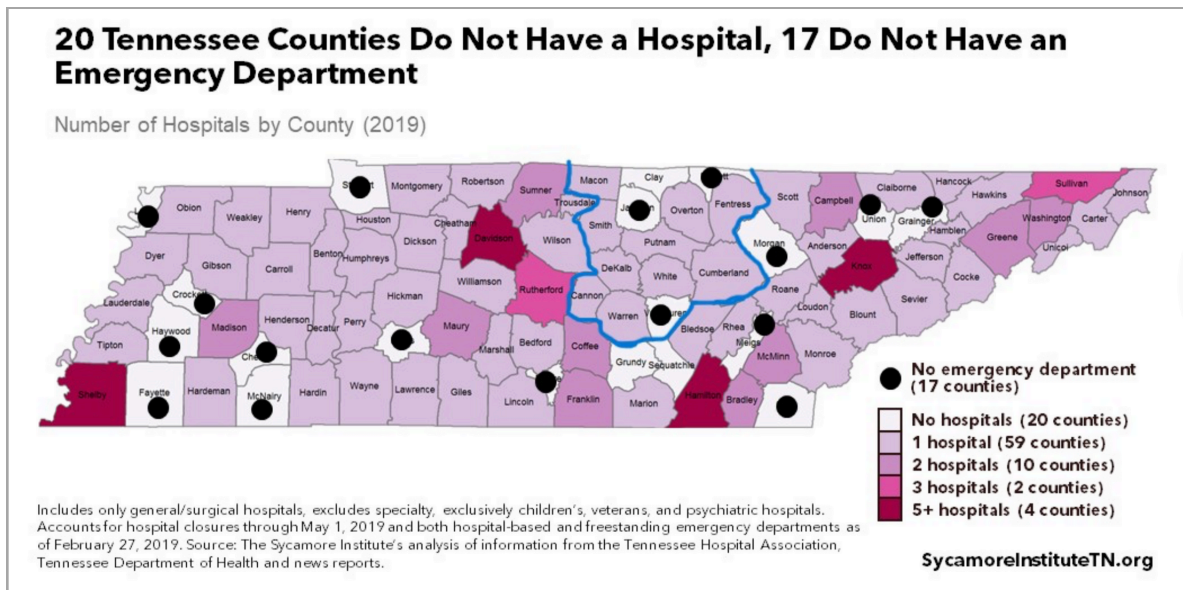 20 Tennessee Counties Do Not Have a Hospital, 17 Do Not Have an
Emergency Department
Number of Hospitals by County (2019)
Macon
Clay
Robertson
Sumner
Montgomery
Scott
Campbell
Claiborne
Hancock
Hawkins
Sullivan
Johnson
Obion
Weakley
Henry
Houston
Cheatham
Trousdale
Smith
Overton
Fentress
Union
Grainger
Hamblen
Washington
Carter
Greene
Unicoi
Dickson
Davidson
Wilson
Putnam
Morgan
Anderson
Knox
Jefferson
Cocke
Dyer
Gibson
Carroll
Benton
Humphreys
Williamson
Rutherford
DeKalb
White
Cumberland
Roane
Loudon
Blount
Sevier
Lauderdale
Haywood
Madison
Henderson
Decatur
Perry
Hickman
Maury
Cannon
Warren
Bledsoe
Rhea
Meigs
McMinn
Monroe
Tipton
Marshall
Bedford
Coffee
Grundy
Sequatchie
Shelby
Fayette
Hardeman
McNairy
Hardin
Wayne
Lawrence
Giles
Lincoln
Franklin
Marion
Hamilton
Bradley
No emergency department
(17 counties)
No hospitals (20 counties)
1 hospital (59 counties)
2 hospitals (10 counties)
3 hospitals (2 counties)
5+ hospitals (4 counties)
Includes only general/surgical hospitals, excludes specialty, exclusively children's, veterans, and psychiatric hospitals.
Accounts for hospital closures through May 1, 2019 and both hospital-based and freestanding emergency departments as
of February 27, 2019. Source: The Sycamore Institute's analysis of information from the Tennessee Hospital Association,
Tennessee Department of Health and news reports.
SycamoreInstituteTN.org